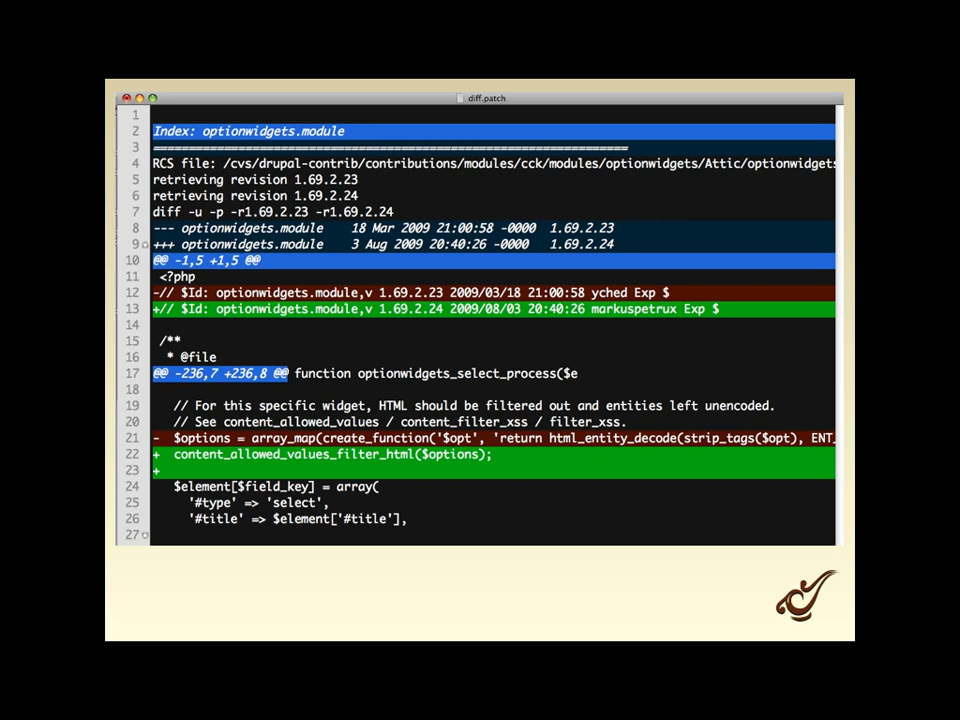 diff.patch
1
2 Index: optionwidgets.module
3 ===================================================================
4 RCS file: /cvs/drupal-contrib/contributions/modules/cck/modules/optionwidgets/Attic/optionwidgets
5 retrieving revision 1.69.2.23
6 retrieving revision 1.69.2.24
7 diff -u -p -r1.69.2.23 -r1.69.2.24
8 --- optionwidgets.module 18 Mar 2009 21:00:58 -0000 1.69.2.23
9 +++ optionwidgets.module 3 Aug 2009 20:40:26 -0000 1.69.2.24
10 @@ -1,5 +1,5 @@
11 <?php
12 -// $Id: optionwidgets.module,v 1.69.2.23 2009/03/18 21:00:58 yched Exp $
13 +// $Id: optionwidgets.module,v 1.69.2.24 2009/08/03 20:40:26 markuspetrux Exp $
14
15 /**
16 * @file
17 @@ -236,7 +236,8 @@ function optionwidgets_select_process($e
18
19 // For this specific widget, HTML should be filtered out and entities left unencoded.
20 // See content_allowed_values / content_filter_xss / filter_xss.
21 - $options = array_map(create_function('$opt', 'return html_entity_decode(strip_tags($opt), ENT_
22 + content_allowed_values_filter_html($options);
23 +
24 $element[$field_key] = array(
25 '#type' => 'select',
26 '#title' => $element['#title'],
27